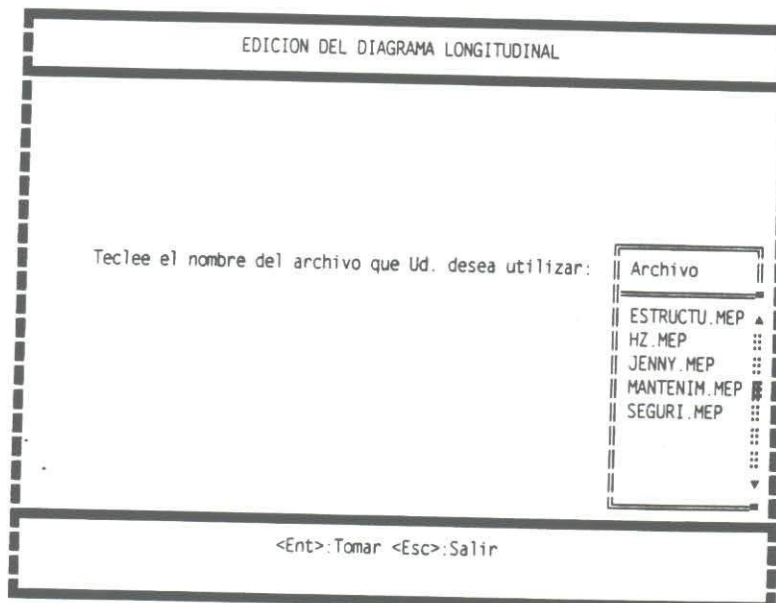 EDICION DEL DIAGRAMA LONGITUDINAL
Teclee el nombre del archivo que Ud. desea utilizar:
Archivo
ESTRUCTU.MEP
HZ.MEP
JENNY.MEP
MANTENIM.MEP
SEGURI.MEP
<Ent>:Tomar <Esc>:Salir